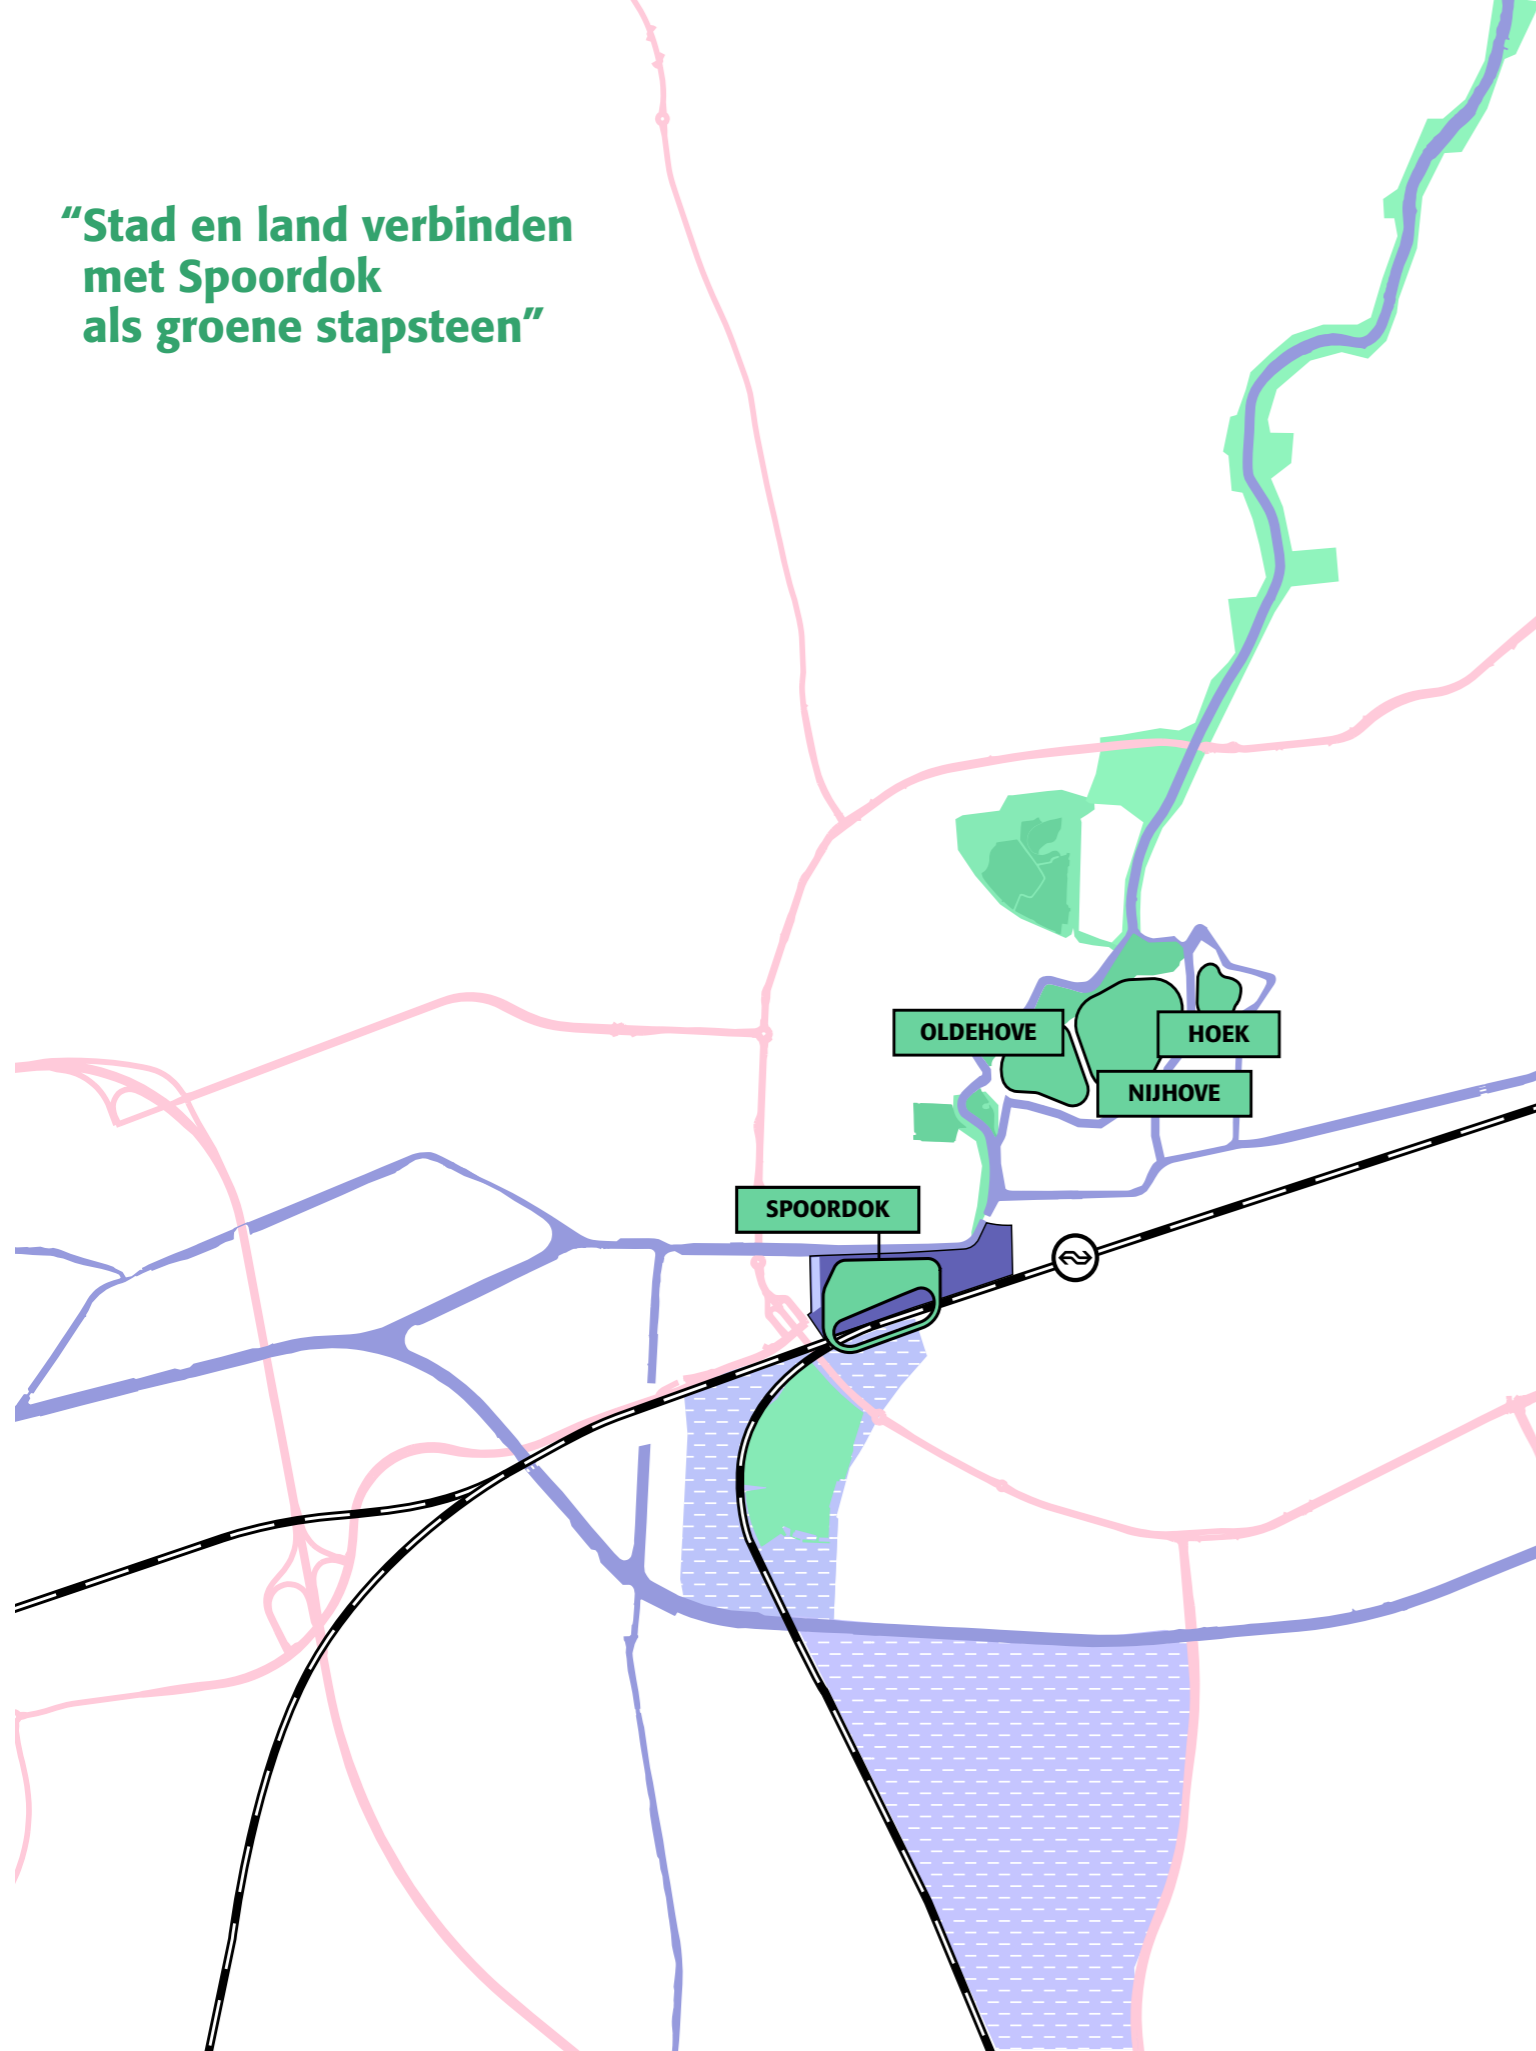 “Stad en land verbinden
met Spoordok
als groene stapsteen”
OLDEHOVE
HOEK
NIJHOVE
SPOORDOK